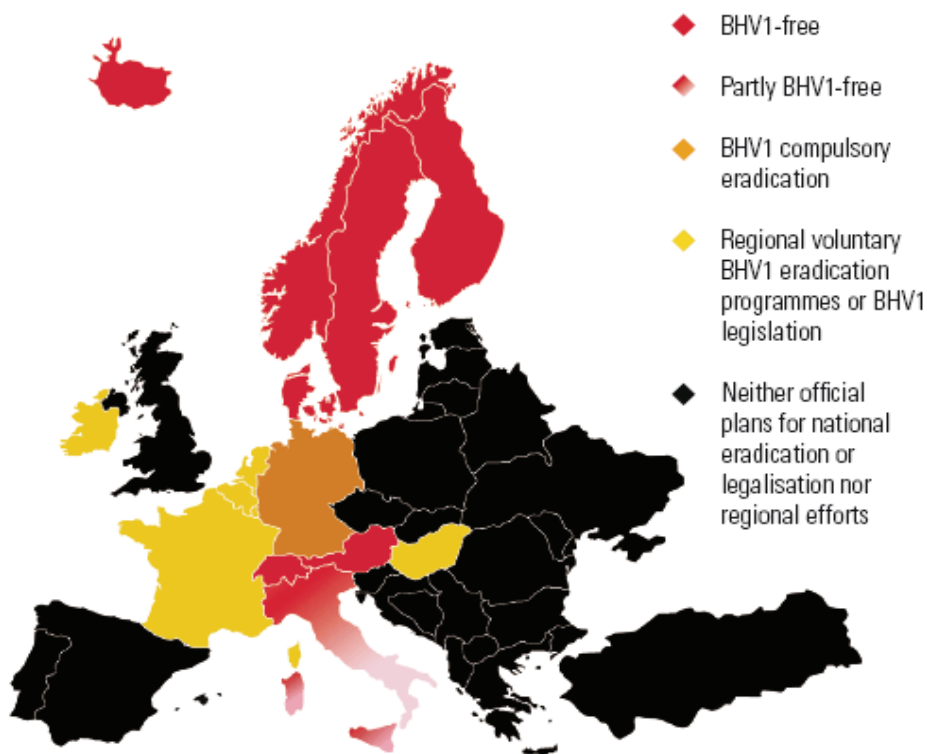 BHV1-free
Partly BHV1-free
BHV1 compulsory
eradication
Regional voluntary
BHV1 eradication
programmes or BHV1
legislation
Neither official
plans for national
eradication or
legalisation nor
regional efforts